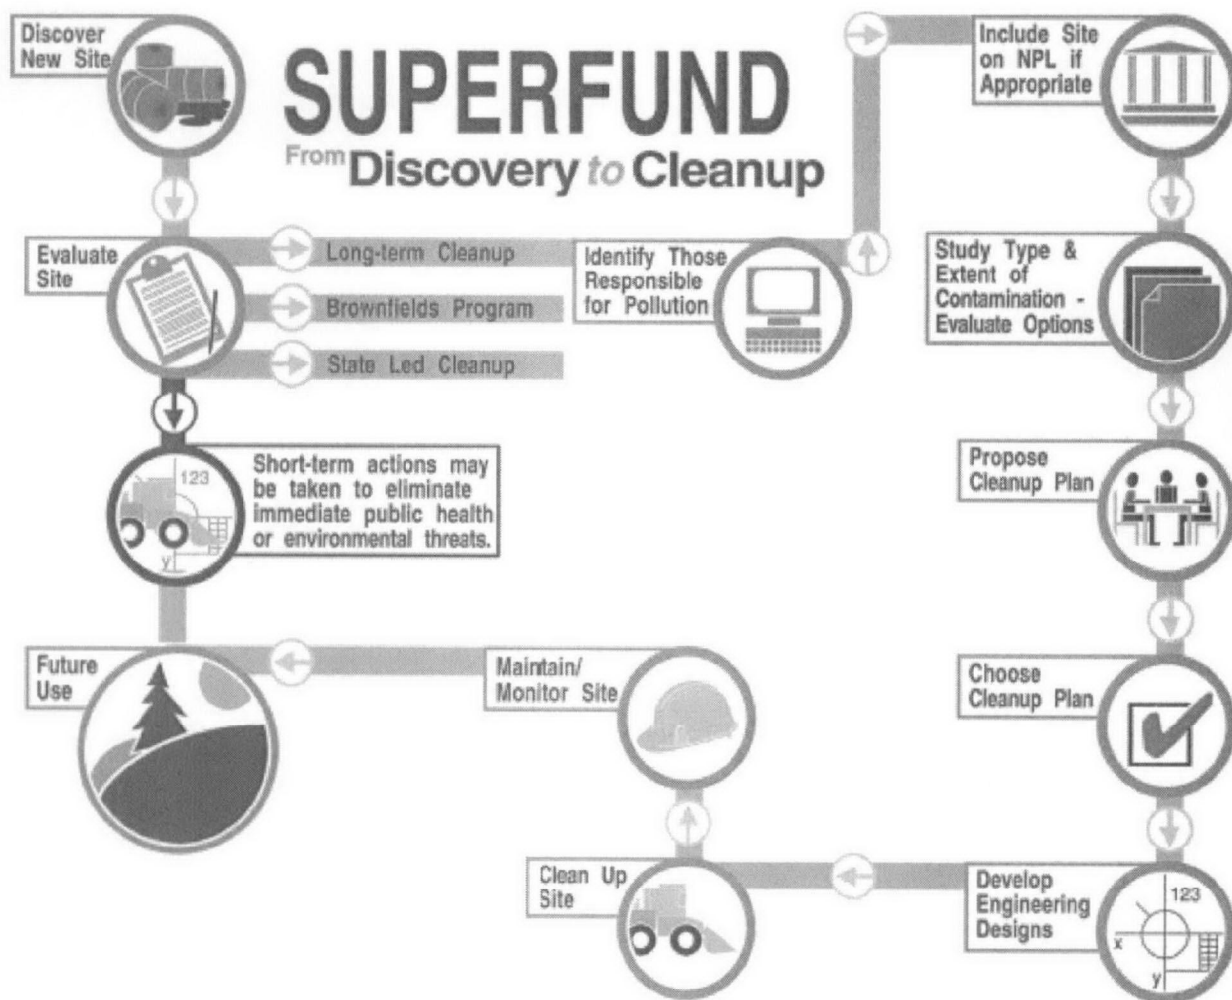 Discover
New Site
SUPERFUND
From Discovery to Cleanup
Evaluate
Site
Long-term Cleanup
Brownfields Program
State Led Cleanup
Identify Those
Responsible
for Pollution
Include Site
on NPL if
Appropriate
Study Type &
Extent of
Contamination -
Evaluate Options
Propose
Cleanup Plan
Choose
Cleanup Plan
Develop
Engineering
Designs
123
x
y
Clean Up
Site
Maintain/
Monitor Site
Short-term actions may
be taken to eliminate
immediate public health
or environmental threats.
123
y
Future
Use